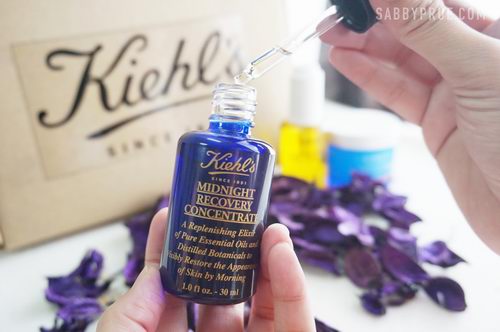 SABBYPRUE.COM
Kiehl's
SINCE
Kiehl's
SINCE 1851
MIDNIGHT
RECOVERY
CONCENTRATE
A Replenishing Elixir
of Pure Essential Oils and
Distilled Botanicals to
Visibly Restore the Appearance
of Skin by Morning
1.0 fl. oz. - 30 ml